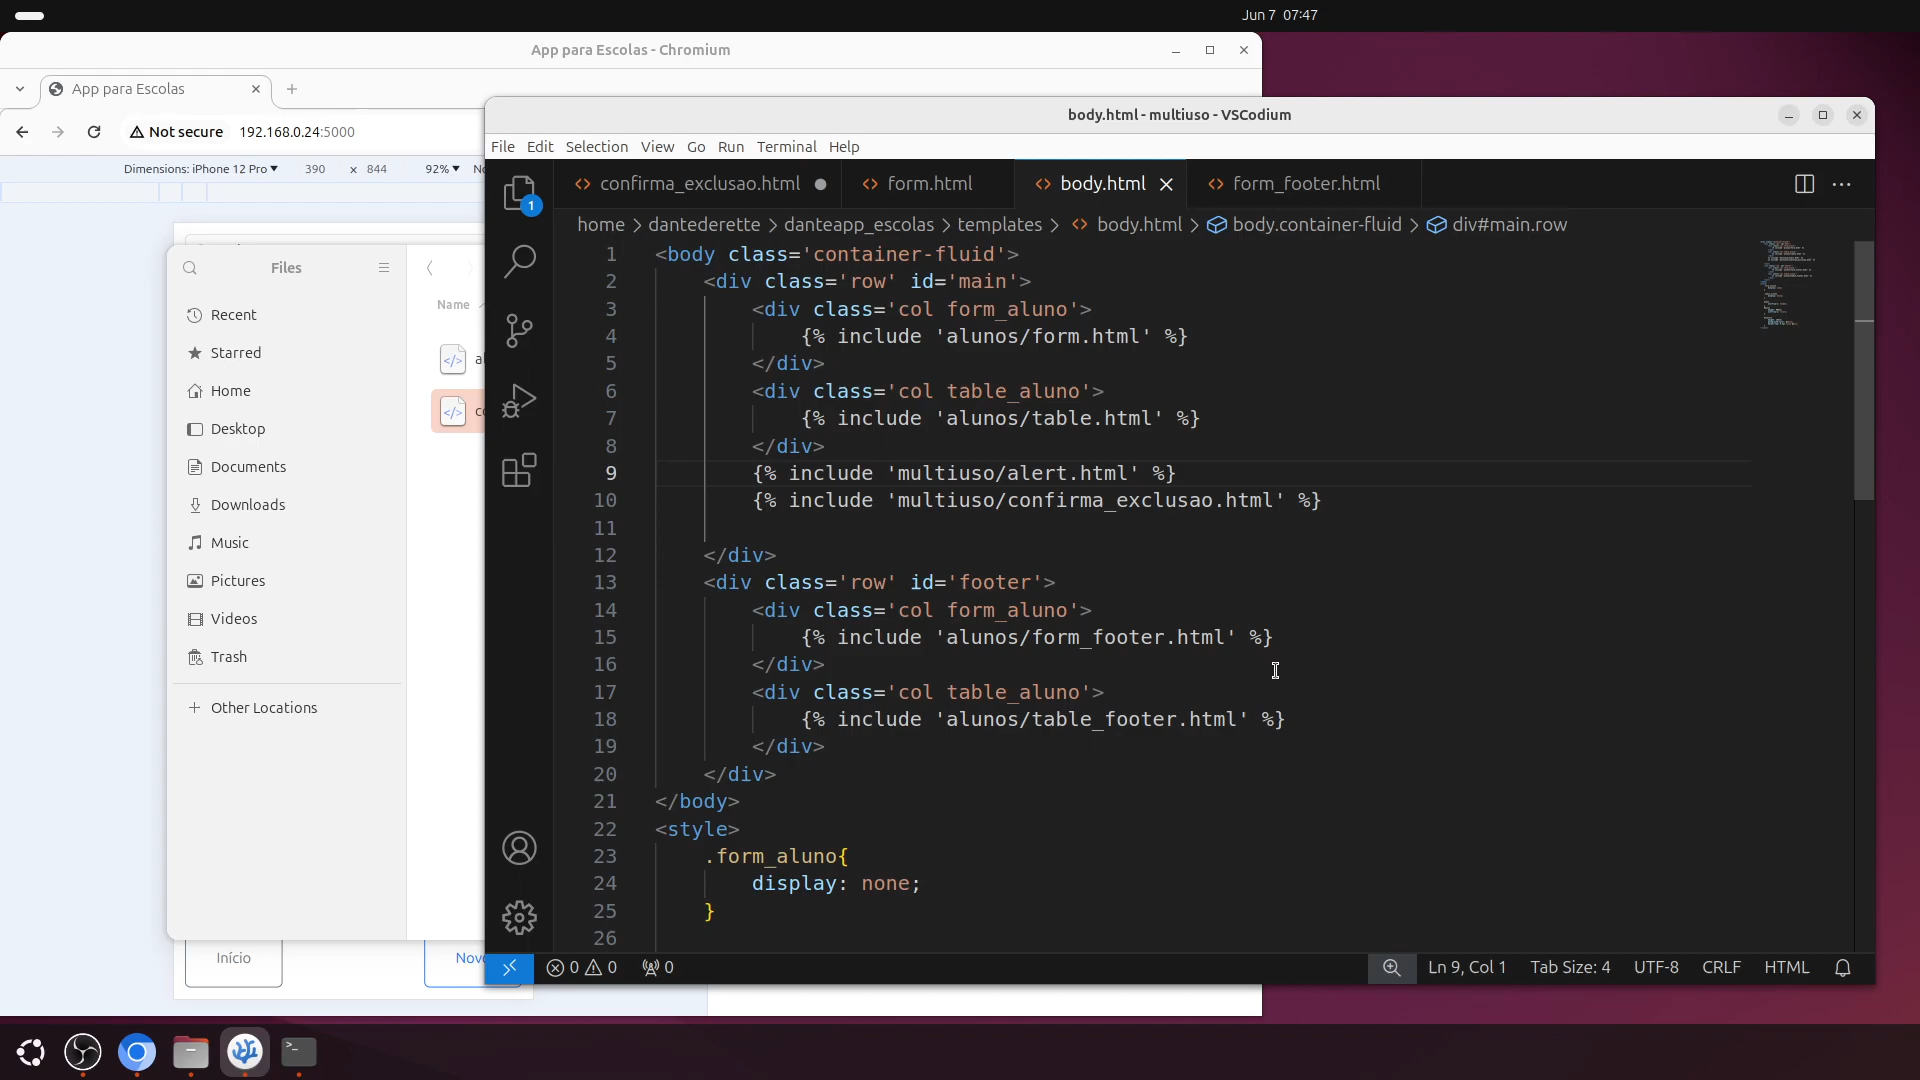 Jun 7 07:47
App para Escolas - Chromium
App para Escolas
Not secure 192.168.0.24:5000
Dimensions: iPhone 12 Pro 390 x 844 92%
Files
Name
Recent
Starred
Home
Desktop
Documents
Downloads
Music
Pictures
Videos
Trash
+ Other Locations
Início
body.html - multiuso - VSCodium
File Edit Selection View Go Run Terminal Help
1
confirma_exclusao.html form.html body.html form_footer.html
home > dantederette > danteapp_escolas > templates > body.html > body.container-fluid > div#main.row
1 <body class='container-fluid'>
2 <div class='row' id='main'>
3 <div class='col form_aluno'>
4 {% include 'alunos/form.html' %}
5 </div>
6 <div class='col table_aluno'>
7 {% include 'alunos/table.html' %}
8 </div>
9 {% include 'multiuso/alert.html' %}
10 {% include 'multiuso/confirma_exclusao.html' %}
11
12 </div>
13 <div class='row' id='footer'>
14 <div class='col form_aluno'>
15 {% include 'alunos/form_footer.html' %}
16 </div>
17 <div class='col table_aluno'>
18 {% include 'alunos/table_footer.html' %}
19 </div>
20 </div>
21 </body>
22 <style>
23 .form_aluno{
24 display: none;
25 }
26
0 0 0 Ln 9, Col 1 Tab Size: 4 UTF-8 CRLF HTML